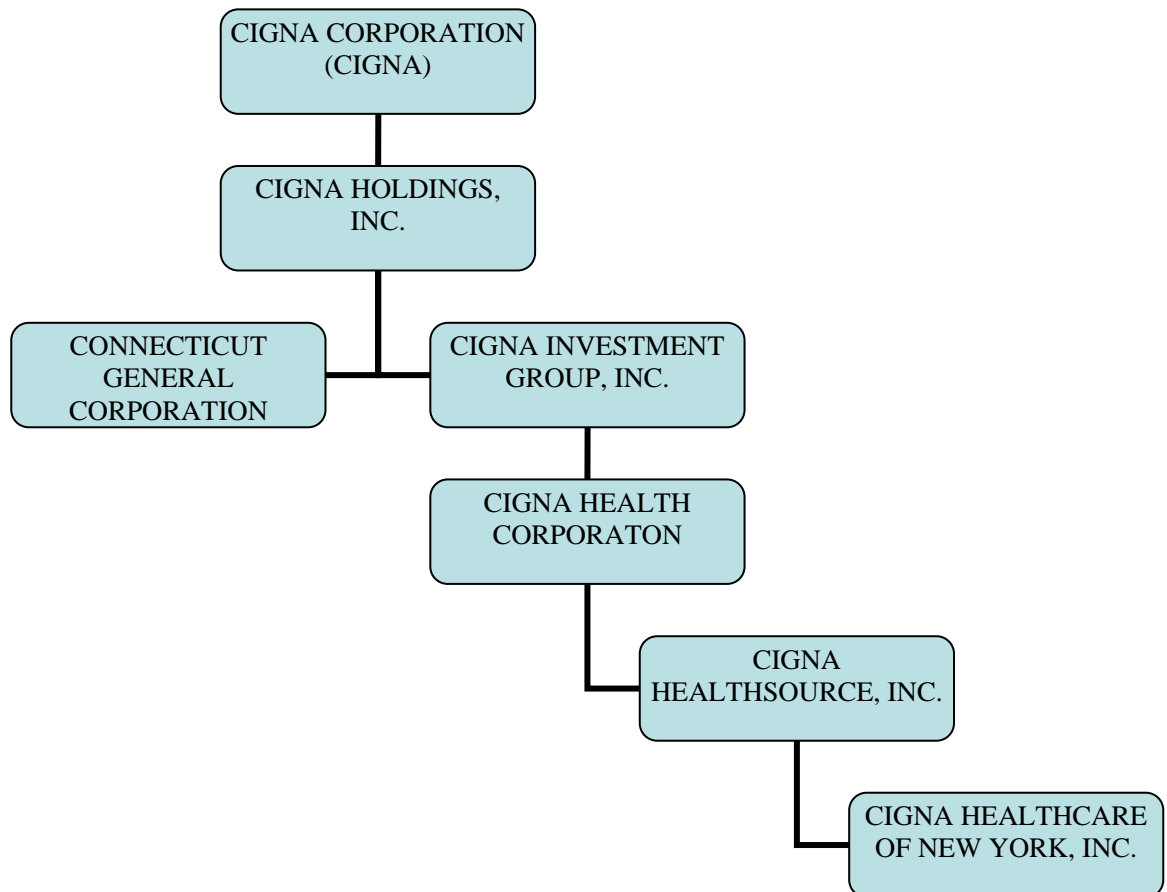 CIGNA CORPORATION
(CIGNA)
CIGNA HOLDINGS,
INC.
CONNECTICUT
GENERAL
CORPORATION
CIGNA INVESTMENT
GROUP, INC.
CIGNA HEALTH
CORPORATON
CIGNA
HEALTHSOURCE, INC.
CIGNA HEALTHCARE
OF NEW YORK, INC.